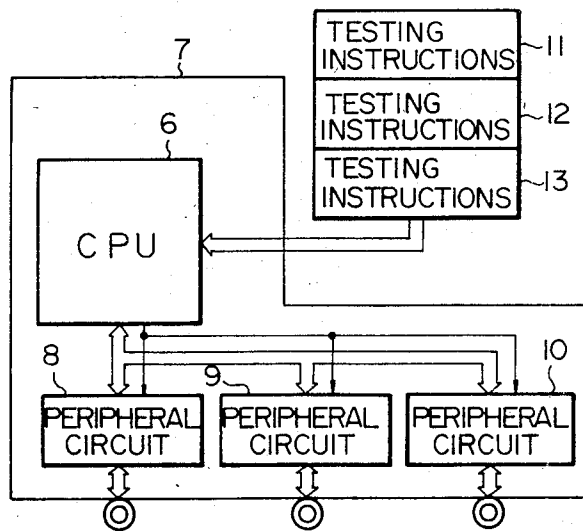 7
TESTING
INSTRUCTIONS
11
TESTING
INSTRUCTIONS
12
TESTING
INSTRUCTIONS
13
6
CPU
8
PERIPHERAL
CIRCUIT
9
PERIPHERAL
CIRCUIT
10
PERIPHERAL
CIRCUIT